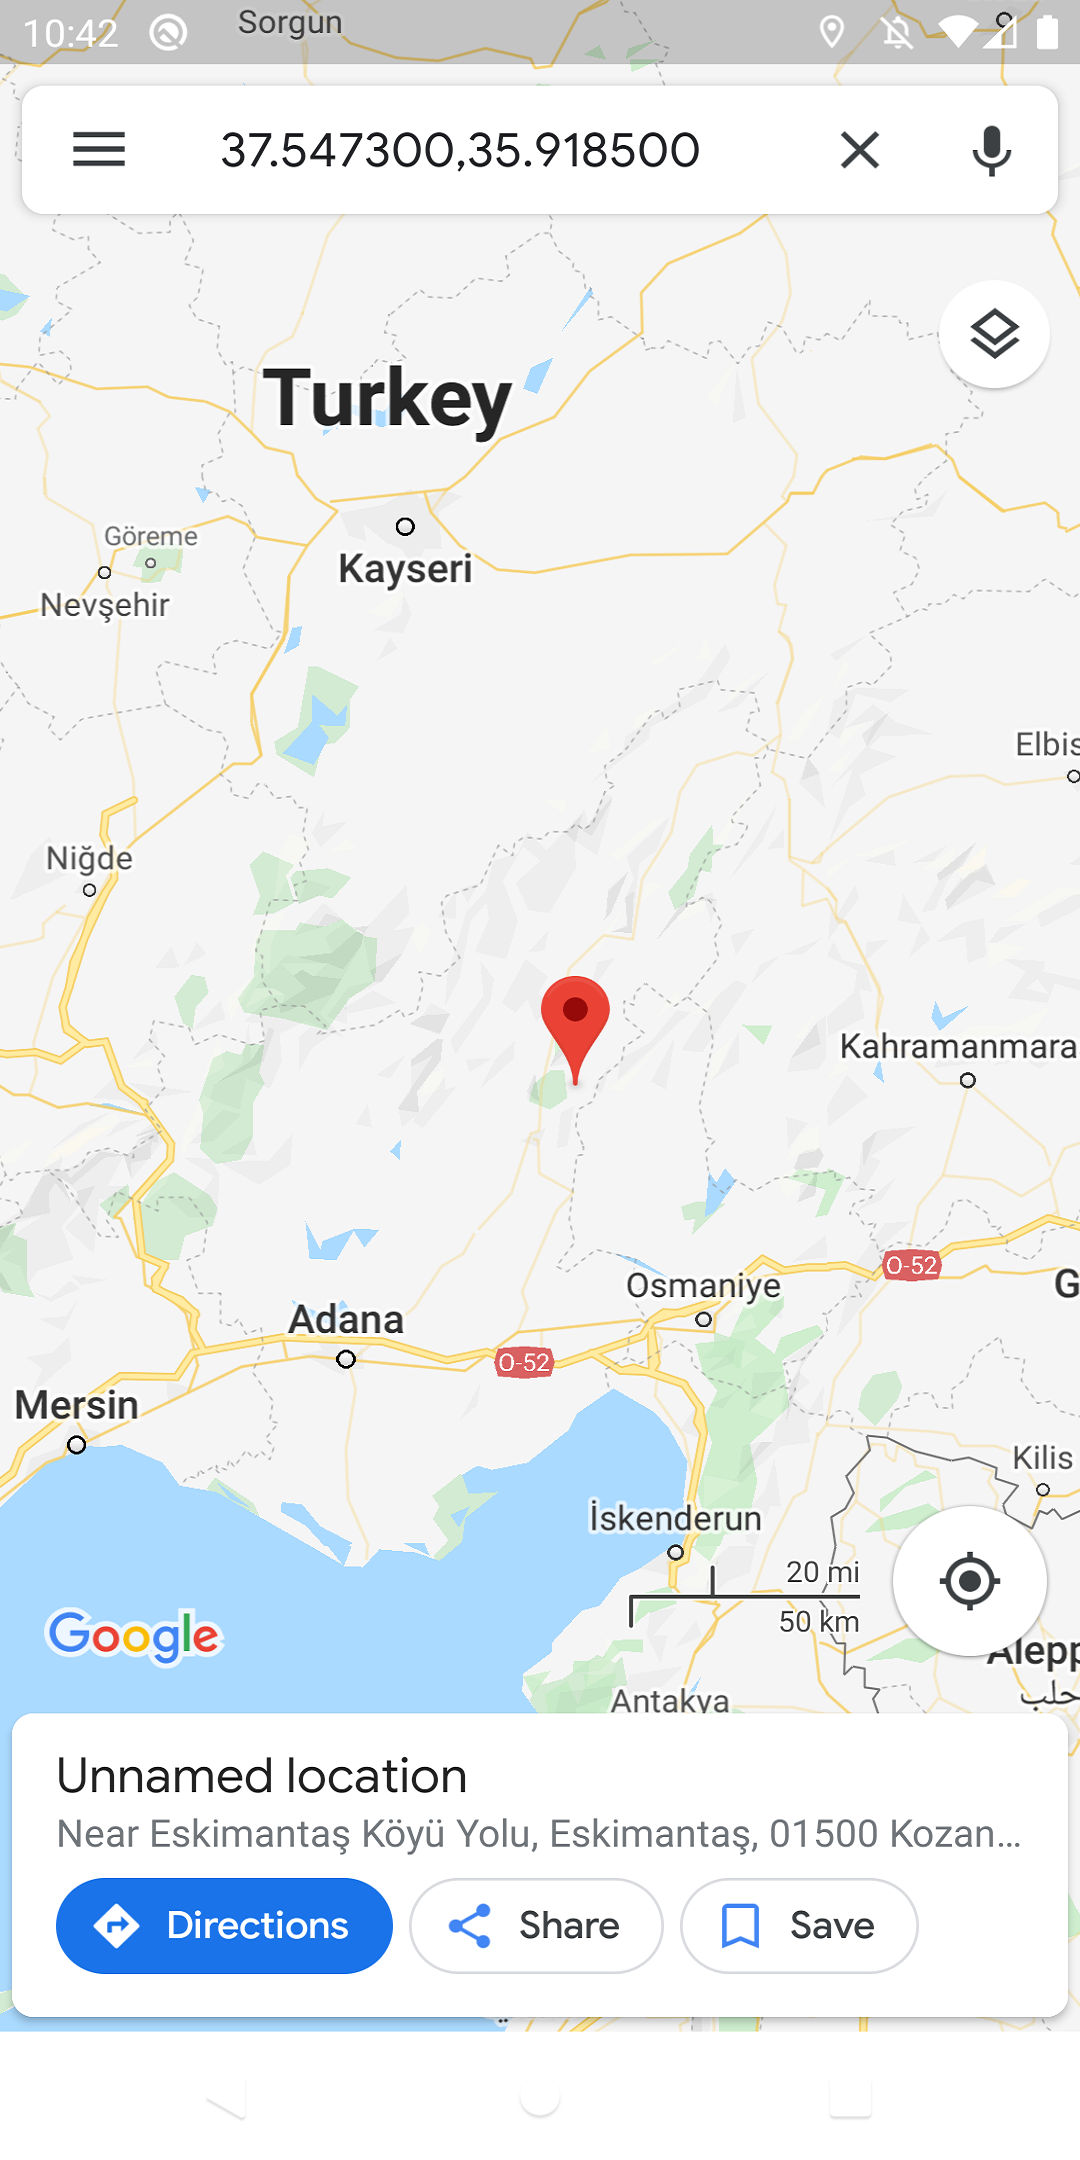 10:42
Sorgun
37.547300,35.918500
Turkey
Kayseri
Göreme
Nevşehir
Elbis
Niğde
Kahramanmara
O-52
Osmaniye
G
Adana
O-52
Mersin
Kilis
İskenderun
20 mi
50 km
Google
Alepp
حلب
Antakya
Unnamed location
Near Eskimantaş Köyü Yolu, Eskimantaş, 01500 Kozan...
Directions
Share
Save